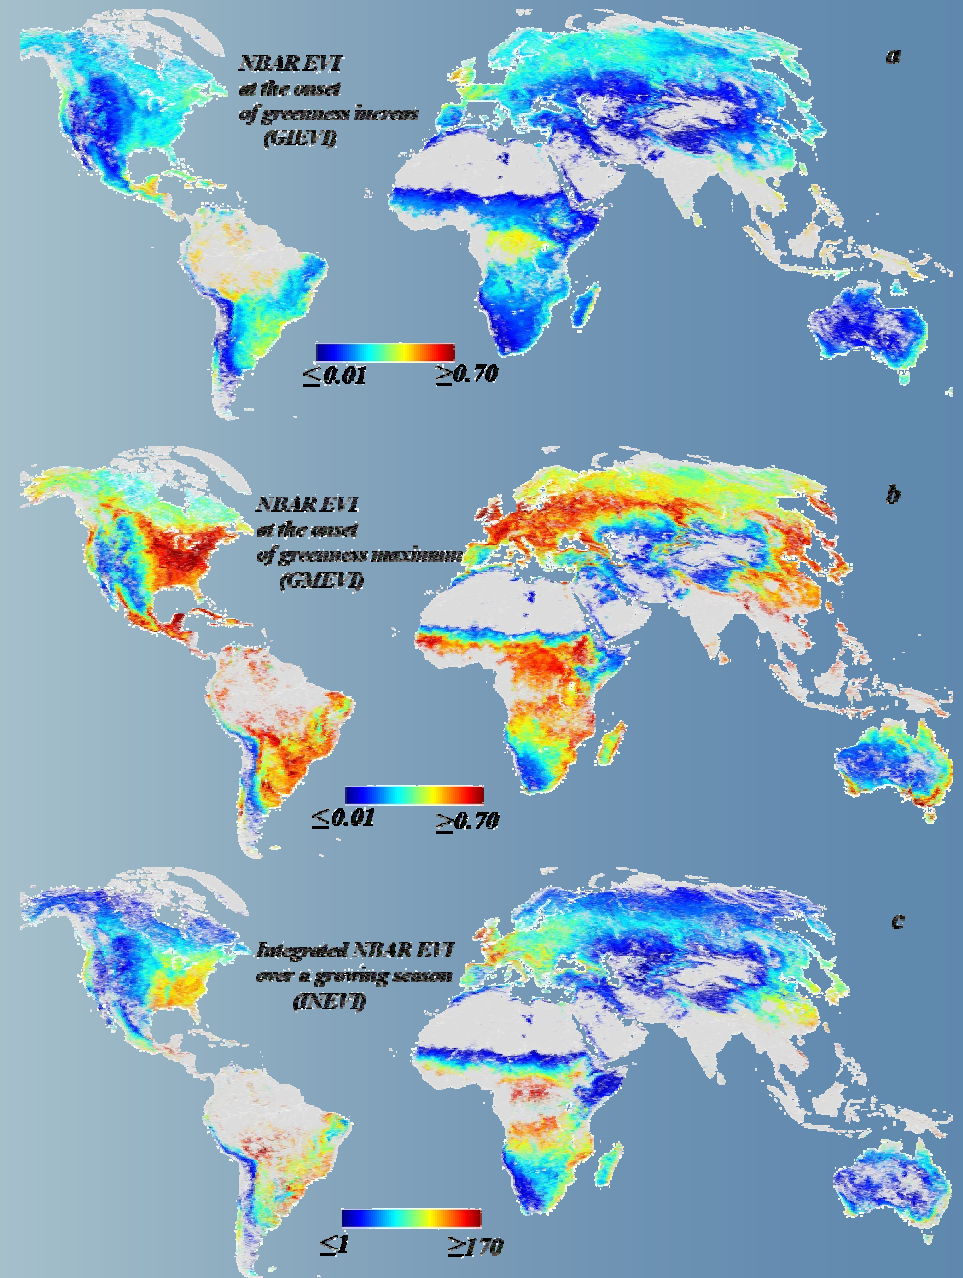 a
NBAR EVI
at the onset
of greenness increas
(GIEVI)
≤0.01 ≥0.70
b
NBAR EVI
at the onset
of greenness maximum
(GMEVI)
≤0.01 ≥0.70
c
Integrated NBAR EVI
over a growing season
(INEVI)
≤1 ≥170